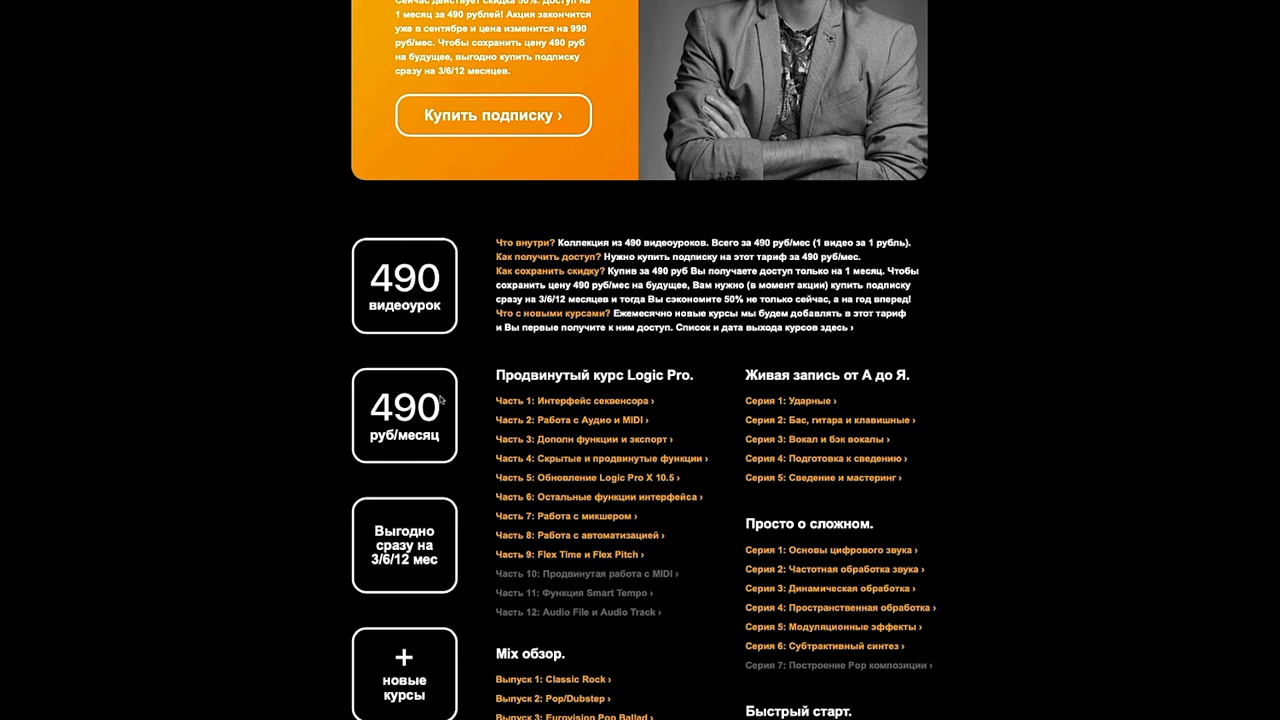 Сейчас действует скидка 50%. Доступ на
1 месяц за 490 рублей! Акция закончится
уже в сентябре и цена изменится на 990
руб/мес. Чтобы сохранить цену 490 руб
на будущее, выгодно купить подписку
сразу на 3/6/12 месяцев.
Купить подписку ›
490
видеоурок
Что внутри? Коллекция из 490 видеоуроков. Всего за 490 руб/мес (1 видео за 1 рубль).
Как получить доступ? Нужно купить подписку на этот тариф за 490 руб/мес.
Как сохранить скидку? Купив за 490 руб Вы получаете доступ только на 1 месяц. Чтобы
сохранить цену 490 руб/мес на будущее, Вам нужно (в момент акции) купить подписку
сразу на 3/6/12 месяцев и тогда Вы сэкономите 50% не только сейчас, а на год вперед!
Что с новыми курсами? Ежемесячно новые курсы мы будем добавлять в этот тариф
и Вы первые получите к ним доступ. Список и дата выхода курсов здесь ›
490
руб/месяц
Выгодно
сразу на
3/6/12 мес
+
новые
курсы
Продвинутый курс Logic Pro.
Часть 1: Интерфейс секвенсора ›
Часть 2: Работа с Аудио и MIDI ›
Часть 3: Дополн функции и экспорт ›
Часть 4: Скрытые и продвинутые функции ›
Часть 5: Обновление Logic Pro X 10.5 ›
Часть 6: Остальные функции интерфейса ›
Часть 7: Работа с микшером ›
Часть 8: Работа с автоматизацией ›
Часть 9: Flex Time и Flex Pitch ›
Часть 10: Продвинутая работа с MIDI ›
Часть 11: Функция Smart Tempo ›
Часть 12: Audio File и Audio Track ›
Mix обзор.
Выпуск 1: Classic Rock ›
Выпуск 2: Pop/Dubstep ›
Выпуск 3: Eurovision Pop Ballad ›
Живая запись от А до Я.
Серия 1: Ударные ›
Серия 2: Бас, гитара и клавишные ›
Серия 3: Вокал и бэк вокалы ›
Серия 4: Подготовка к сведению ›
Серия 5: Сведение и мастеринг ›
Просто о сложном.
Серия 1: Основы цифрового звука ›
Серия 2: Частотная обработка звука ›
Серия 3: Динамическая обработка ›
Серия 4: Пространственная обработка ›
Серия 5: Модуляционные эффекты ›
Серия 6: Субтрактивный синтез ›
Серия 7: Построение Pop композиции ›
Быстрый старт.